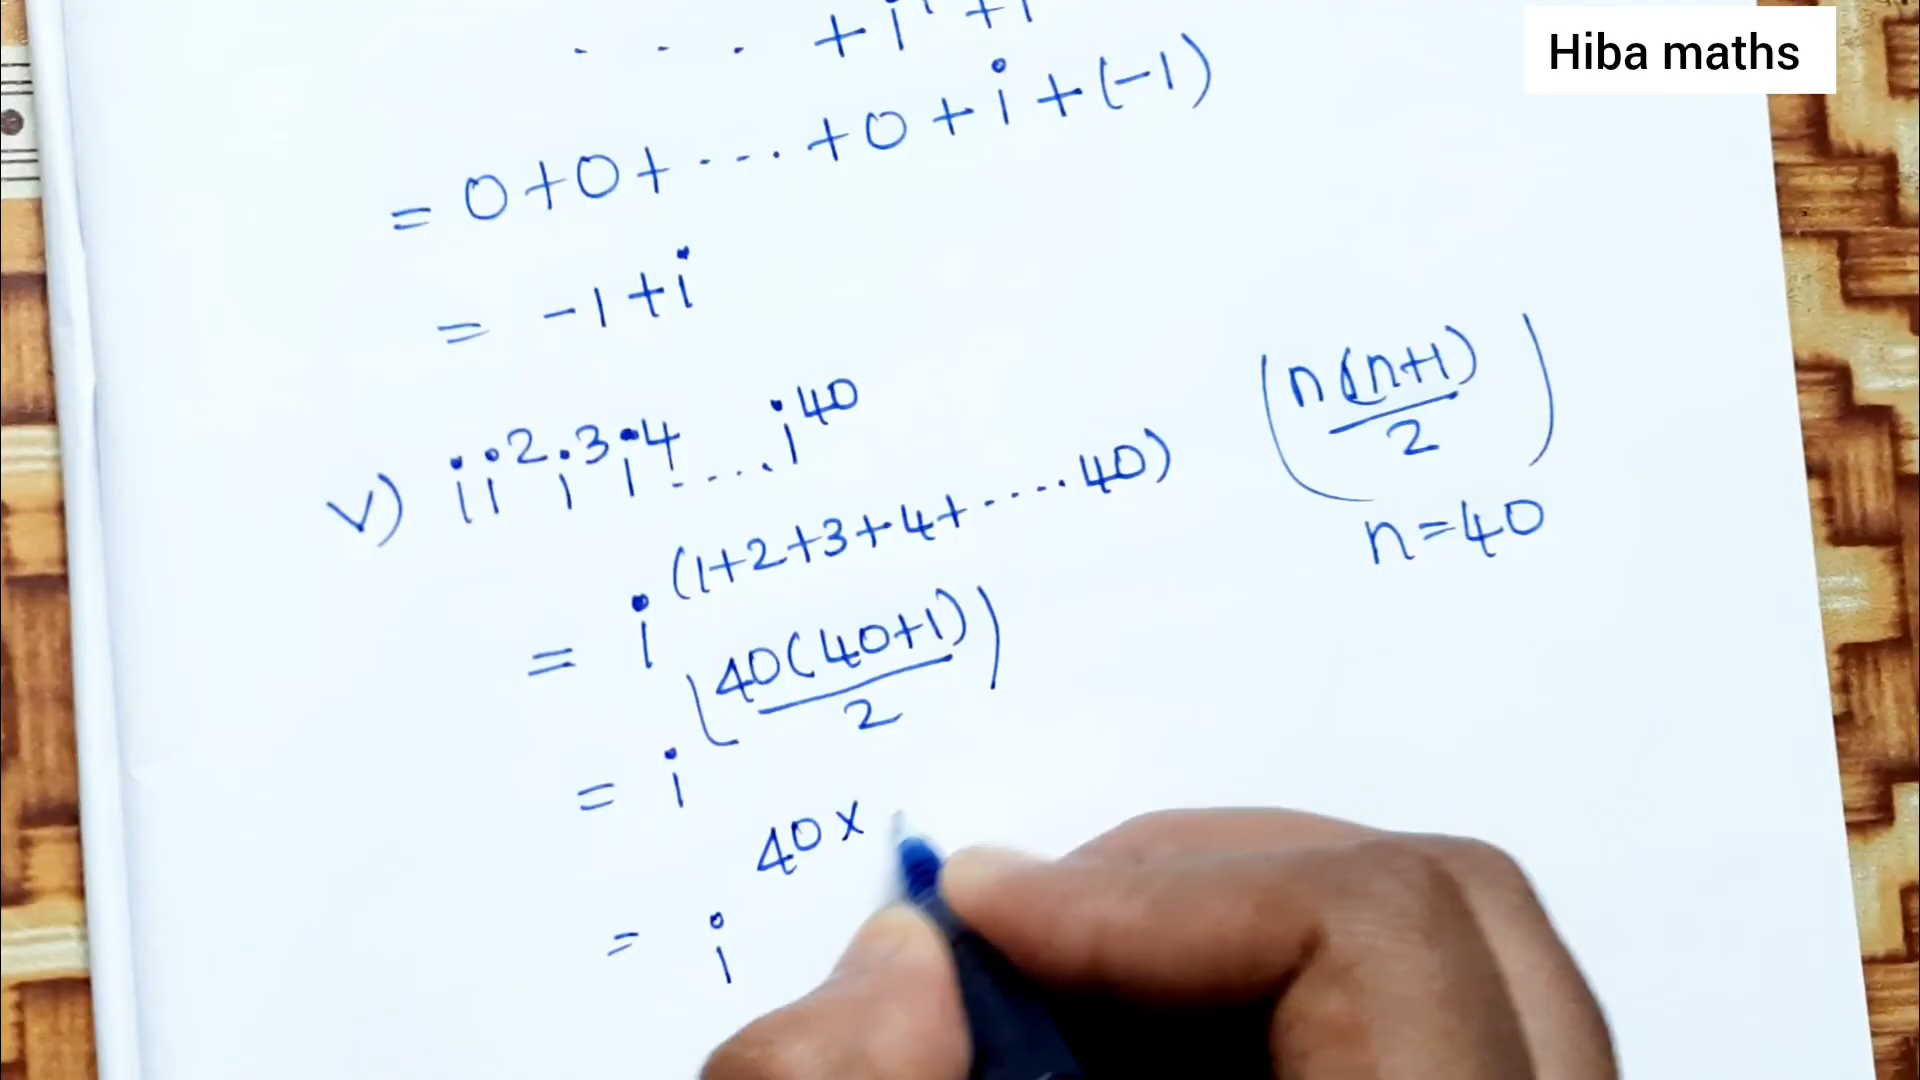 Hiba maths
. . . + i + i
= 0+0+ ... +0 + i + (-1)
= -1+i
v) i i² i³ i⁴ .... i⁴⁰
= i^(1+2+3+4+ .... 40)
(n(n+1)/2)
n=40
= i^(40(40+1)/2)
= i^40×